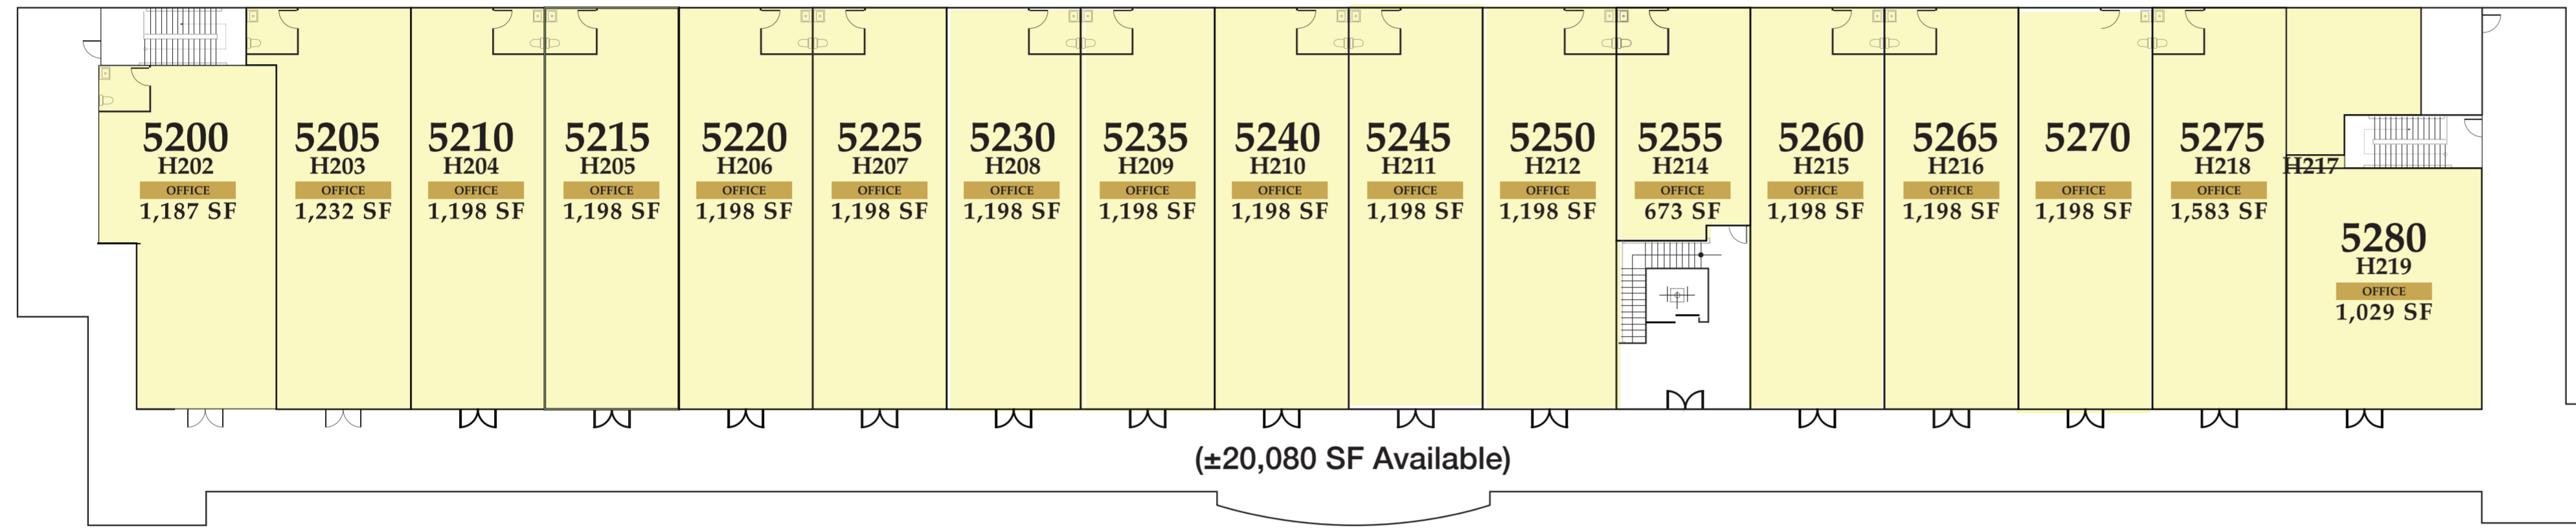 5200
H202
OFFICE
1,187 SF
5205
H203
OFFICE
1,232 SF
5210
H204
OFFICE
1,198 SF
5215
H205
OFFICE
1,198 SF
5220
H206
OFFICE
1,198 SF
5225
H207
OFFICE
1,198 SF
5230
H208
OFFICE
1,198 SF
5235
H209
OFFICE
1,198 SF
5240
H210
OFFICE
1,198 SF
5245
H211
OFFICE
1,198 SF
5250
H212
OFFICE
1,198 SF
5255
H214
OFFICE
673 SF
5260
H215
OFFICE
1,198 SF
5265
H216
OFFICE
1,198 SF
5270
OFFICE
1,198 SF
5275
H218
OFFICE
1,583 SF
H217
5280
H219
OFFICE
1,029 SF
(±20,080 SF Available)